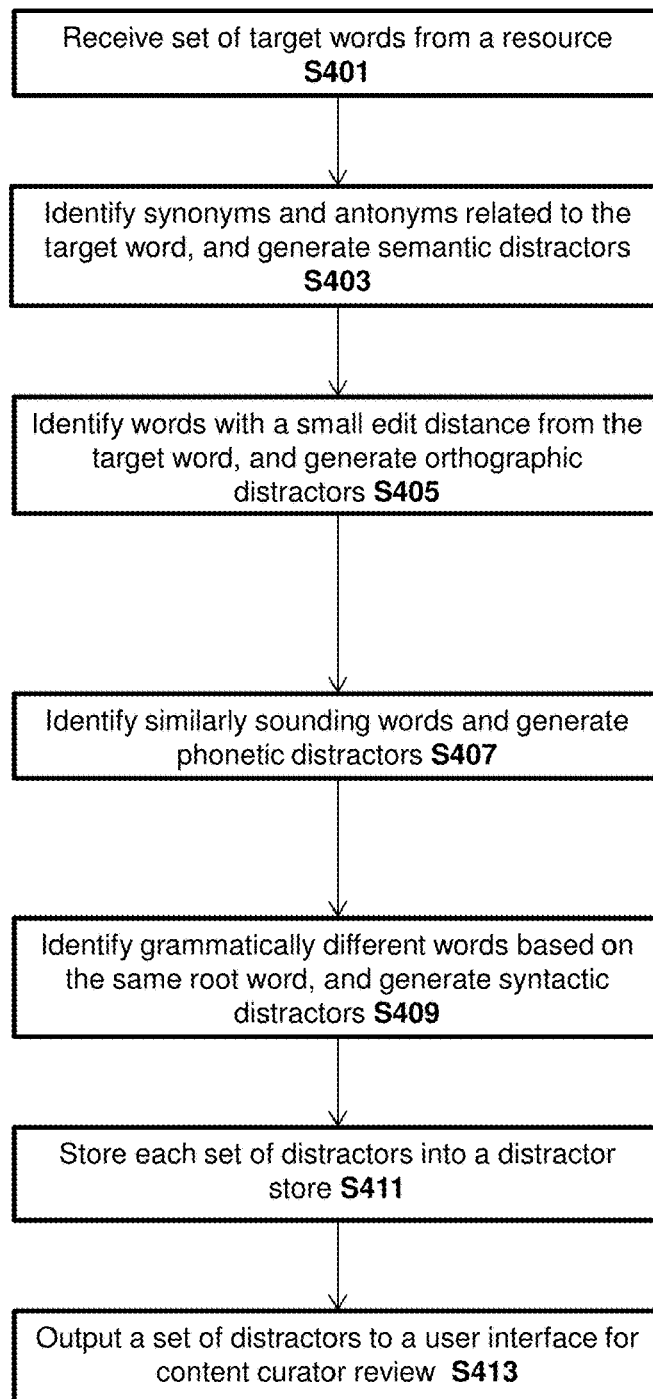 Receive set of target words from a resource
S401
Identify synonyms and antonyms related to the
target word, and generate semantic distractors
S403
Identify words with a small edit distance from the
target word, and generate orthographic
distractors S405
Identify similarly sounding words and generate
phonetic distractors S407
Identify grammatically different words based on
the same root word, and generate syntactic
distractors S409
Store each set of distractors into a distractor
store S411
Output a set of distractors to a user interface for
content curator review S413